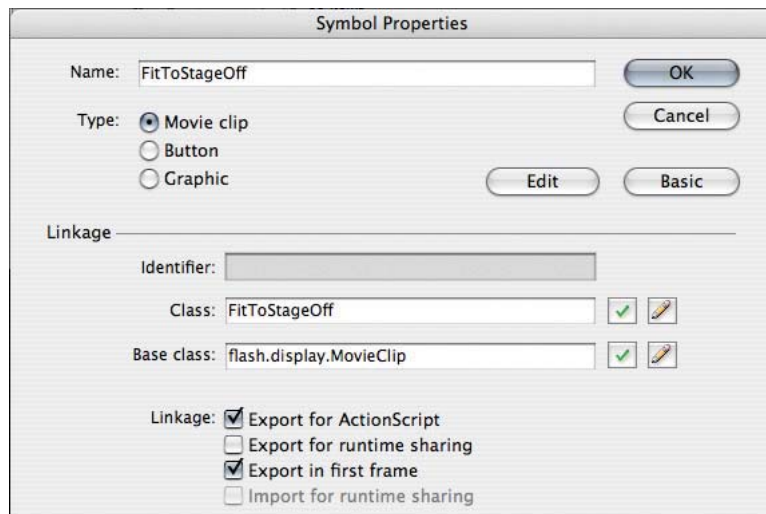 Symbol Properties
Name: FitToStageOff
OK
Type: Movie clip
Cancel
Button
Graphic
Edit
Basic
Linkage
Identifier:
Class: FitToStageOff
Base class: flash.display.MovieClip
Linkage: Export for ActionScript
Export for runtime sharing
Export in first frame
Import for runtime sharing